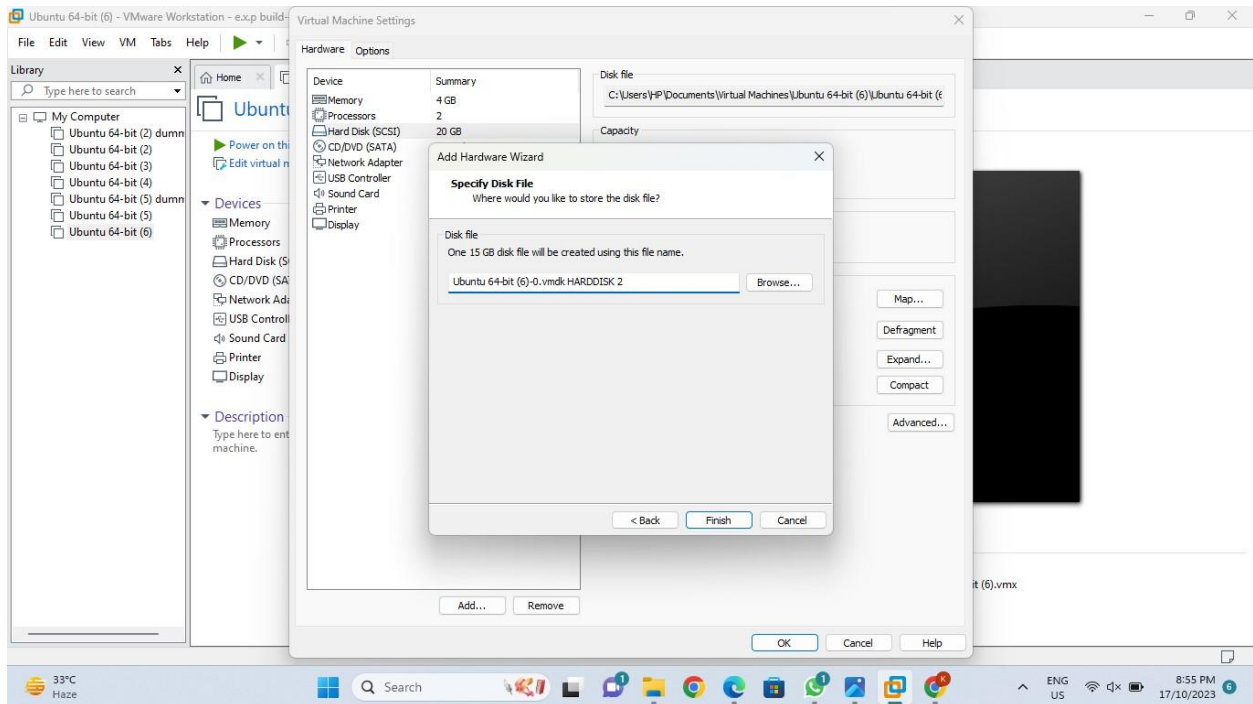 Ubuntu 64-bit (6) - VMware Workstation - e.x.p build-
File Edit View VM Tabs Help
Library
Type here to search
My Computer
Ubuntu 64-bit (2) dumm
Ubuntu 64-bit (2)
Ubuntu 64-bit (3)
Ubuntu 64-bit (4)
Ubuntu 64-bit (5) dumm
Ubuntu 64-bit (5)
Ubuntu 64-bit (6)
Home
Ubuntu
Power on th
Edit virtual m
Devices
Memory
Processors
Hard Disk (S
CD/DVD (SA
Network Ada
USB Controll
Sound Card
Printer
Display
Description
Type here to ent
machine.
Virtual Machine Settings
Hardware Options
Device Summary
Memory 4 GB
Processors 2
Hard Disk (SCSI) 20 GB
CD/DVD (SATA)
Network Adapter
USB Controller
Sound Card
Printer
Display
Add... Remove
Disk file
C:\Users\HP\Documents\Virtual Machines\Ubuntu 64-bit (6)\Ubuntu 64-bit (6
Capacity
Add Hardware Wizard
Specify Disk File
Where would you like to store the disk file?
Disk file
One 15 GB disk file will be created using this file name.
Ubuntu 64-bit (6)-0.vmdk HARDDISK 2 Browse...
< Back Finish Cancel
Map...
Defragment
Expand...
Compact
Advanced...
OK Cancel Help
it (6).vmx
33°C
Haze
Search
1
1
K
ENG
US
8:55 PM
17/10/2023
6